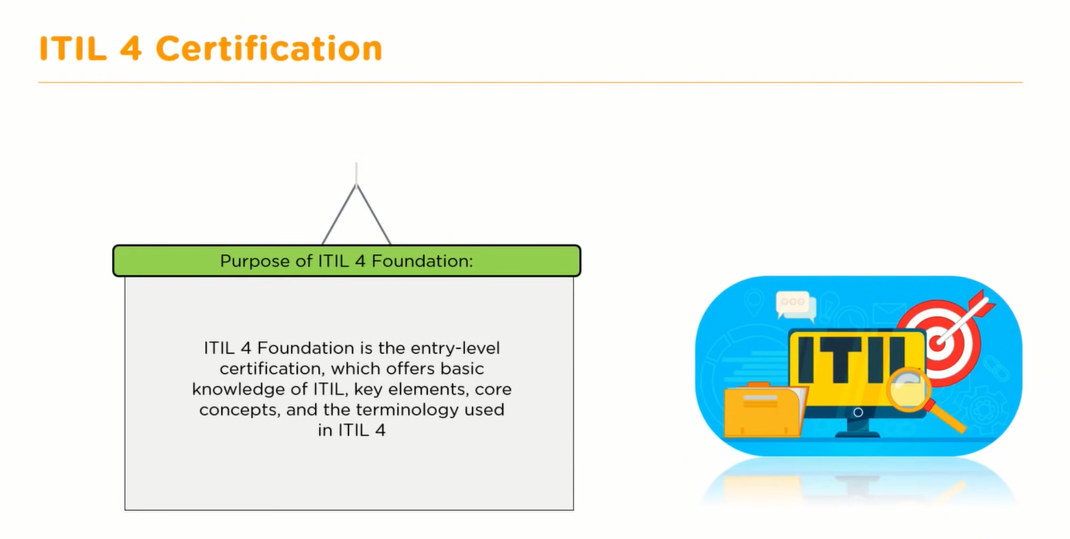 ITIL 4 Certification
Purpose of ITIL 4 Foundation:
ITIL 4 Foundation is the entry-level
certification, which offers basic
knowledge of ITIL, key elements, core
concepts, and the terminology used
in ITIL 4
ITIL